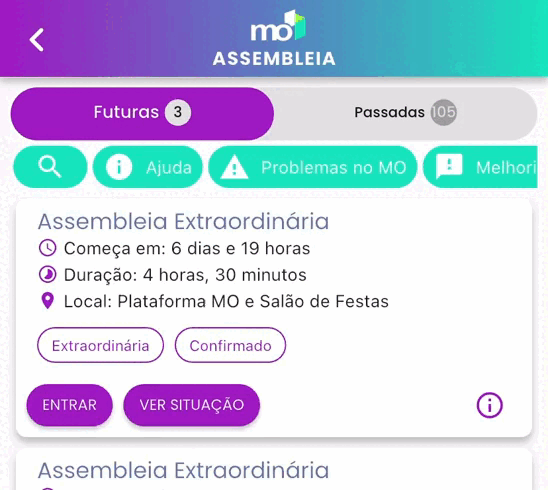 mo
ASSEMBLEIA
Futuras 3
Passadas 105
Ajuda
Problemas no MO
Melhori
Assembleia Extraordinária
Começa em: 6 dias e 19 horas
Duração: 4 horas, 30 minutos
Local: Plataforma MO e Salão de Festas
Extraordinária
Confirmado
ENTRAR
VER SITUAÇÃO
Assembleia Extraordinária